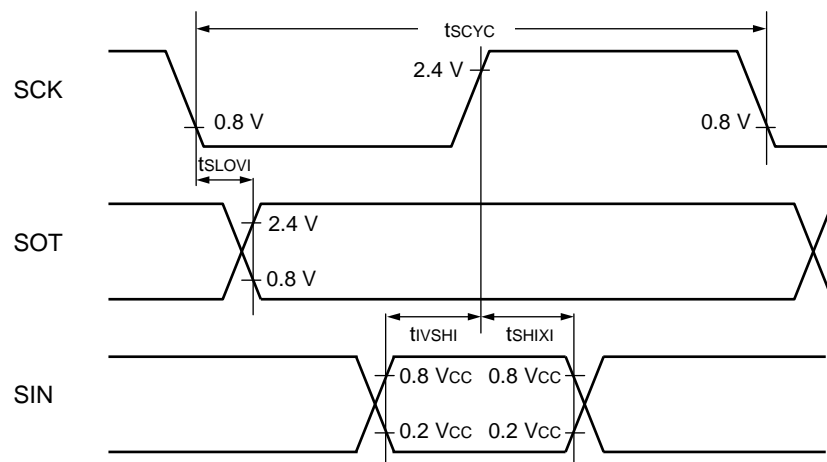 tSCYC
SCK
2.4 V
0.8 V
0.8 V
tSLOVI
SOT
2.4 V
0.8 V
tIVSHI
tSHIXI
SIN
0.8 VCC
0.8 VCC
0.2 VCC
0.2 VCC